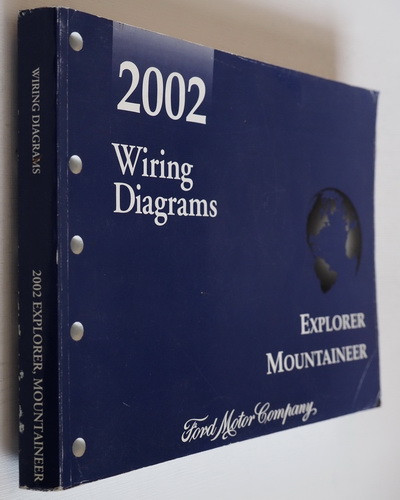 WIRING DIAGRAMS
2002 EXPLORER, MOUNTAINEER
2002
Wiring
Diagrams
EXPLORER
MOUNTAINEER
Ford Motor Company